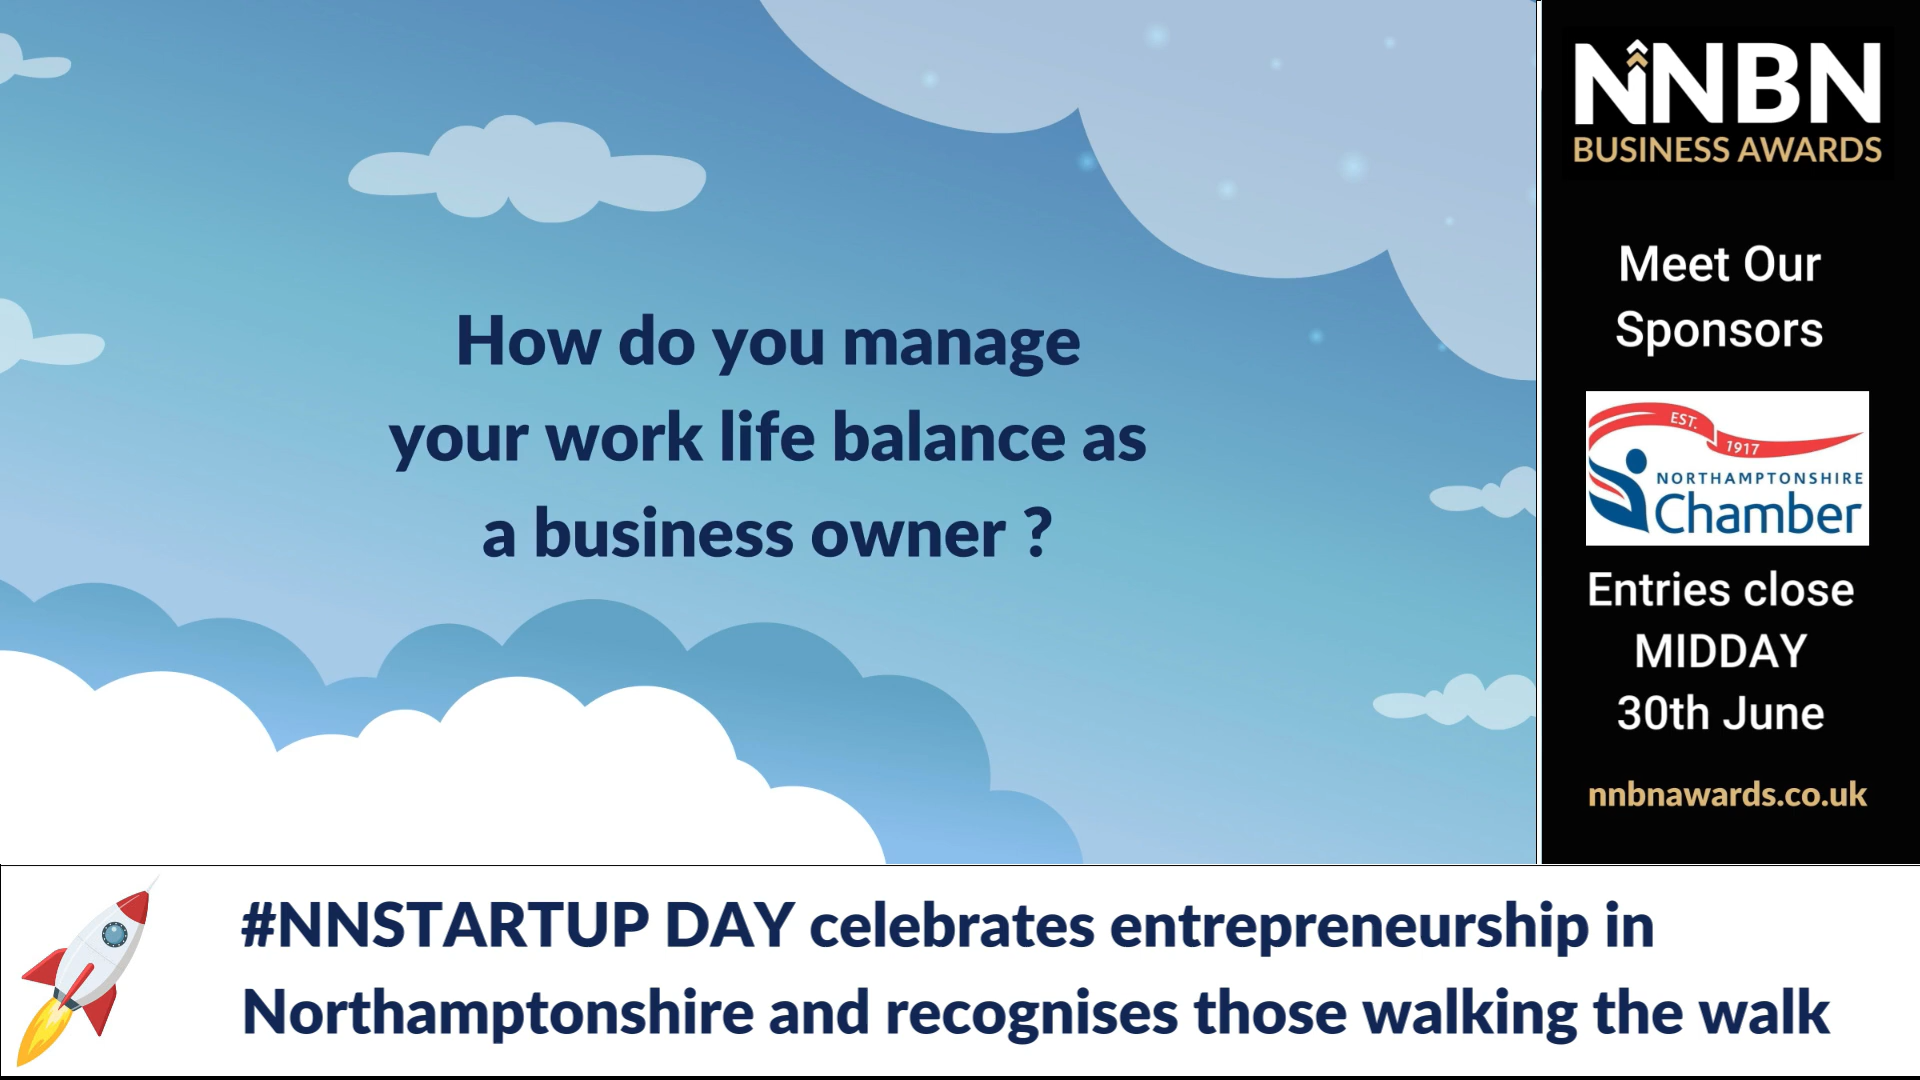 How do you manage
your work life balance as
a business owner ?
NNBN
BUSINESS AWARDS
Meet Our
Sponsors
EST.
1917
NORTHAMPTONSHIRE
Chamber
Entries close
MIDDAY
30th June
nnbnawards.co.uk
#NNSTARTUP DAY celebrates entrepreneurship in
Northamptonshire and recognises those walking the walk